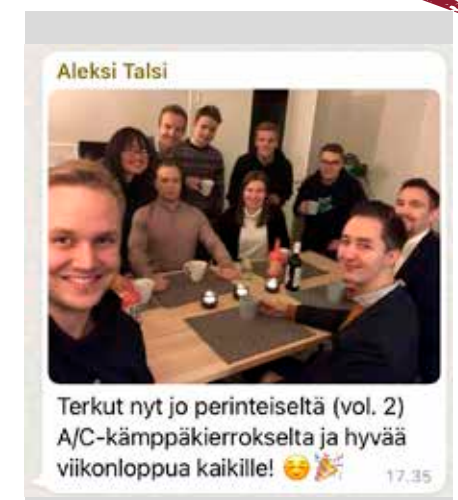 Aleksi Talsi
Terkut nyt jo perinteiseltä (vol. 2)
A/C-kämppäkierrokselta ja hyvää
viikonloppua kaikille! 😊🎉
17.35